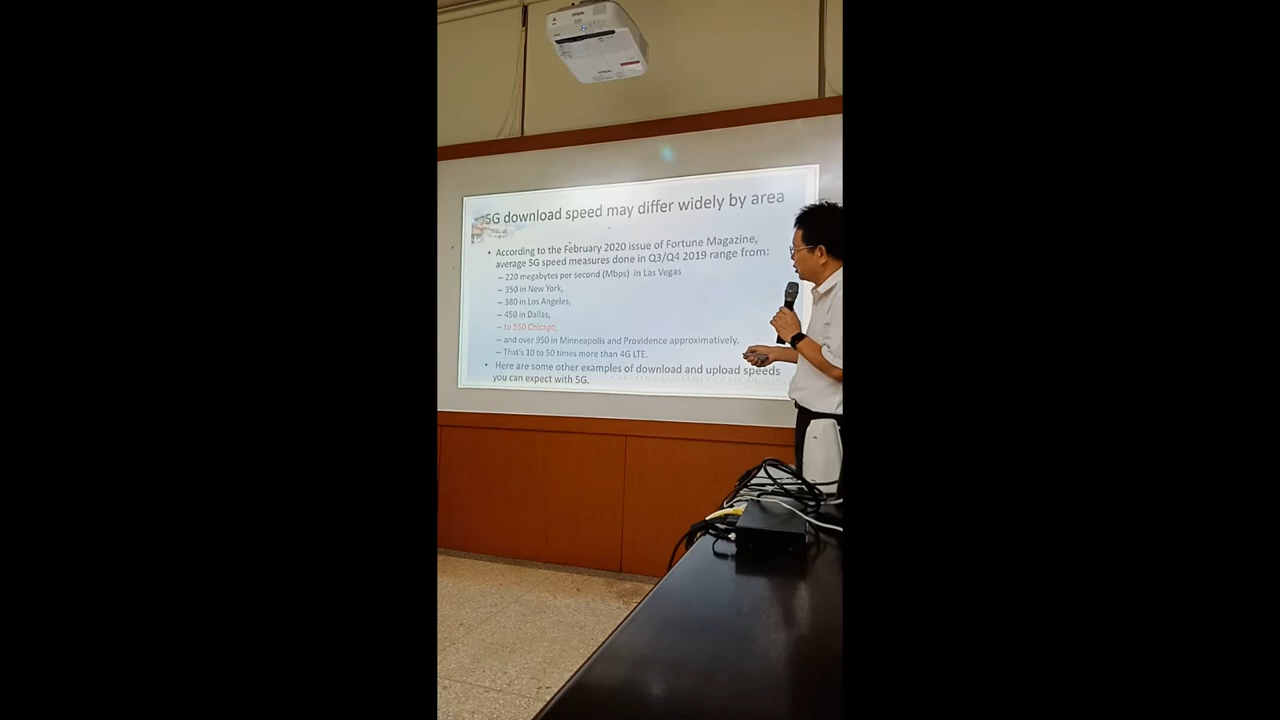 EPSON
EPSON
5G download speed may differ widely by area
• According to the February 2020 issue of Fortune Magazine,
average 5G speed measures done in Q3/Q4 2019 range from:
– 220 megabytes per second (Mbps) in Las Vegas
– 350 in New York,
– 380 in Los Angeles,
– 450 in Dallas,
– to 550 Chicago,
– and over 950 in Minneapolis and Providence approximatively.
– That's 10 to 50 times more than 4G LTE.
• Here are some other examples of download and upload speeds
you can expect with 5G.